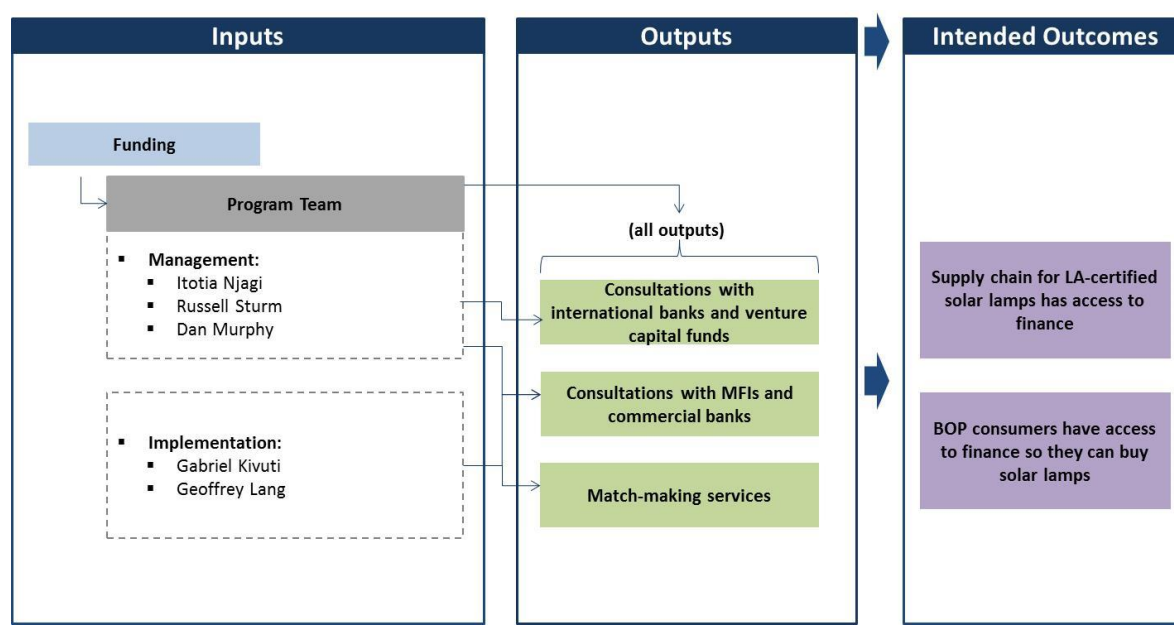 Inputs
Funding
Program Team
▪ Management:
▪ Itotia Njagi
▪ Russell Sturm
▪ Dan Murphy
▪ Implementation:
▪ Gabriel Kivuti
▪ Geoffrey Lang
Outputs
(all outputs)
Consultations with
international banks and venture
capital funds
Consultations with MFIs and
commercial banks
Match-making services
Intended Outcomes
Supply chain for LA-certified
solar lamps has access to
finance
BOP consumers have access
to finance so they can buy
solar lamps